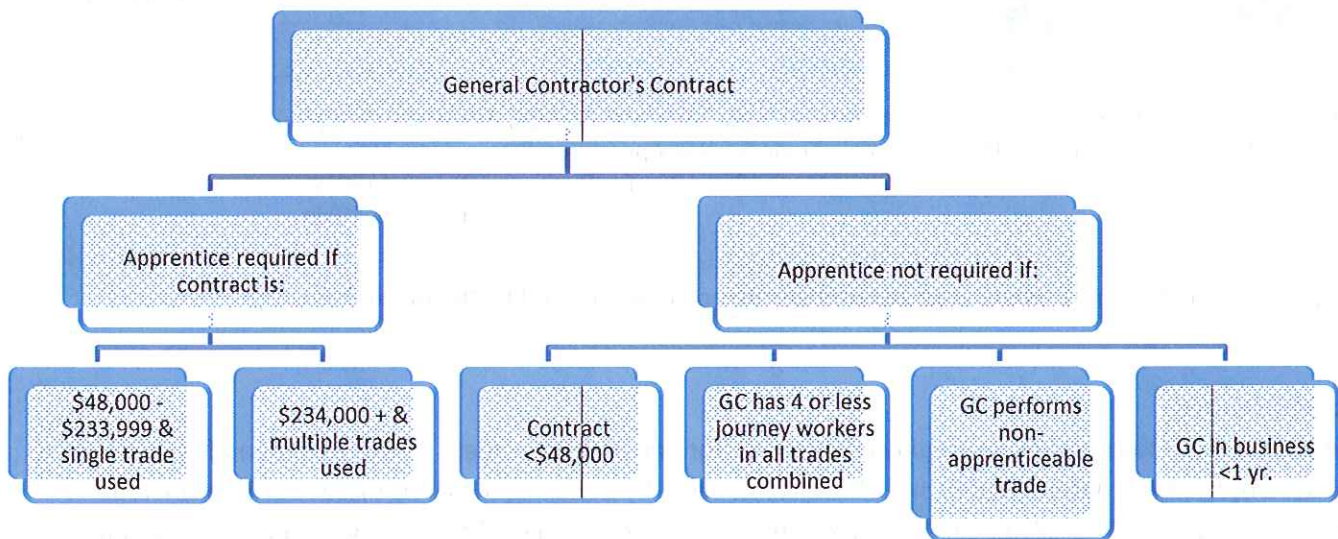 General Contractor's Contract
Apprentice required If
contract is:
Apprentice not required if:
$48,000 -
$233,999 &
single trade
used
$234,000 + &
multiple trades
used
Contract
<$48,000
GC has 4 or less
journey workers
in all trades
combined
GC performs
non-
apprenticeable
trade
GC in business
<1 yr.